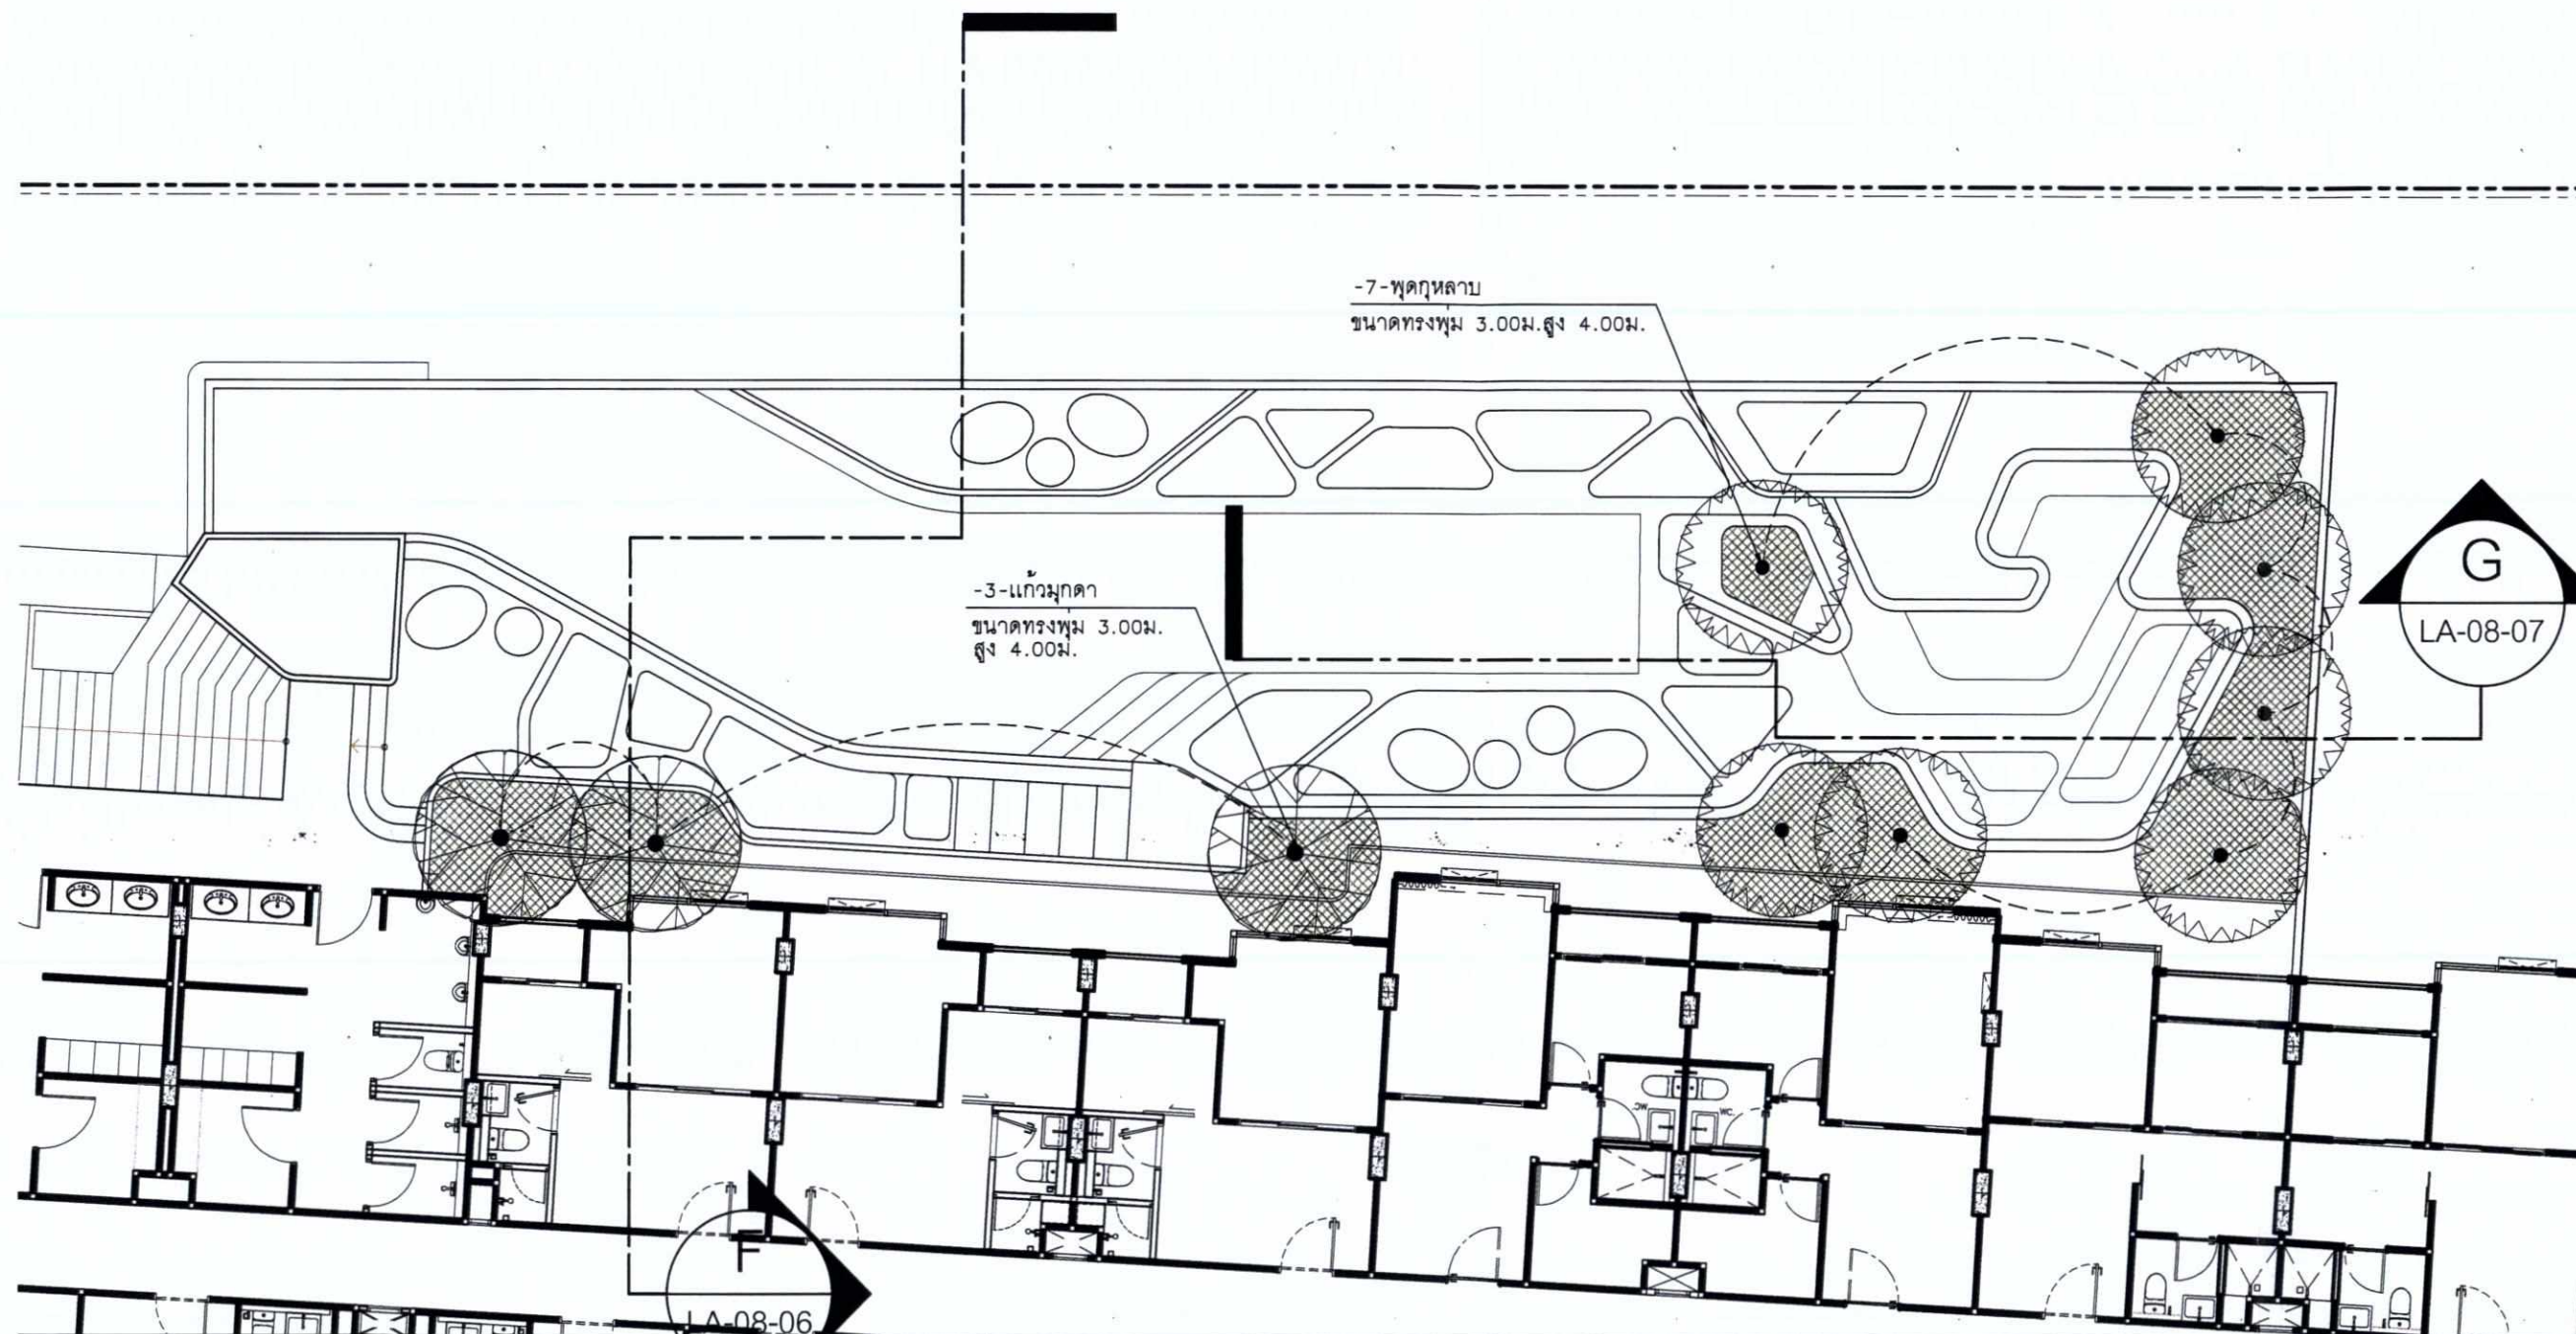 -7-พุดกุหลาบ
ขนาดทรงพุ่ม 3.00ม.สูง 4.00ม.
-3-แก้วมุกดา
ขนาดทรงพุ่ม 3.00ม.
สูง 4.00ม.
G
LA-08-07
WC.
F
LA-08-06